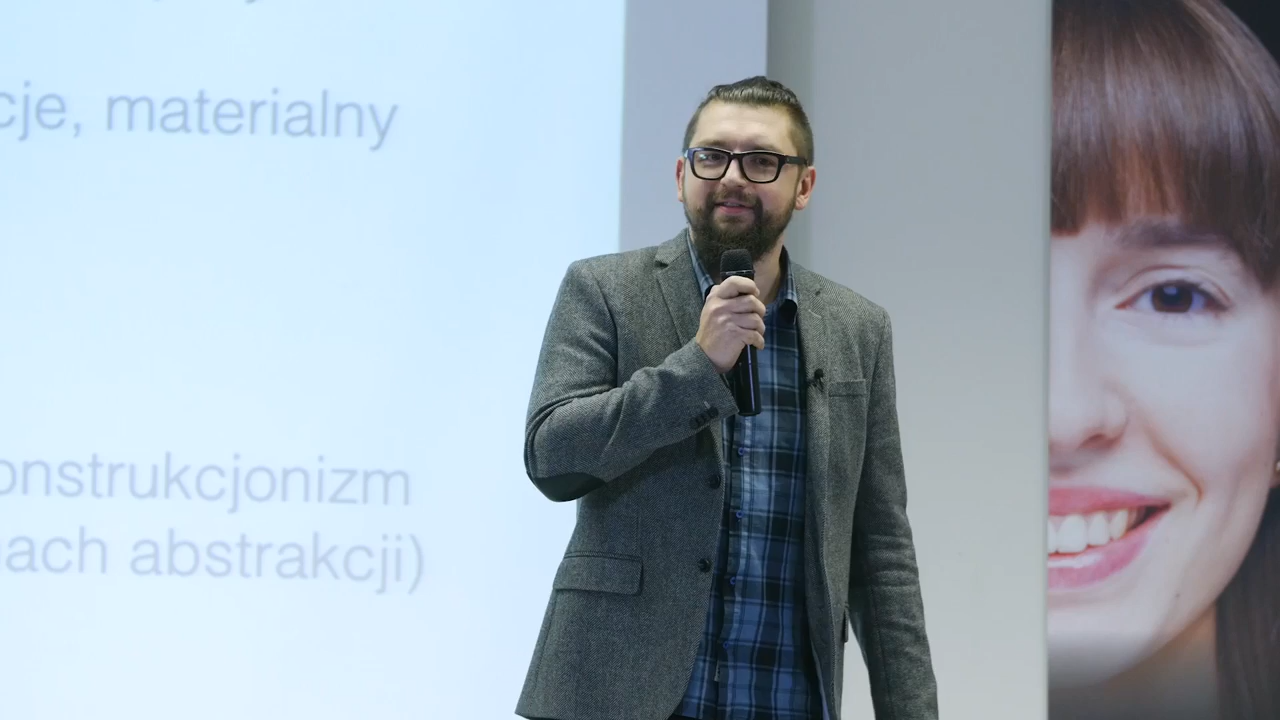 cje, materialny
onstrukcjonizm
ach abstrakcji)